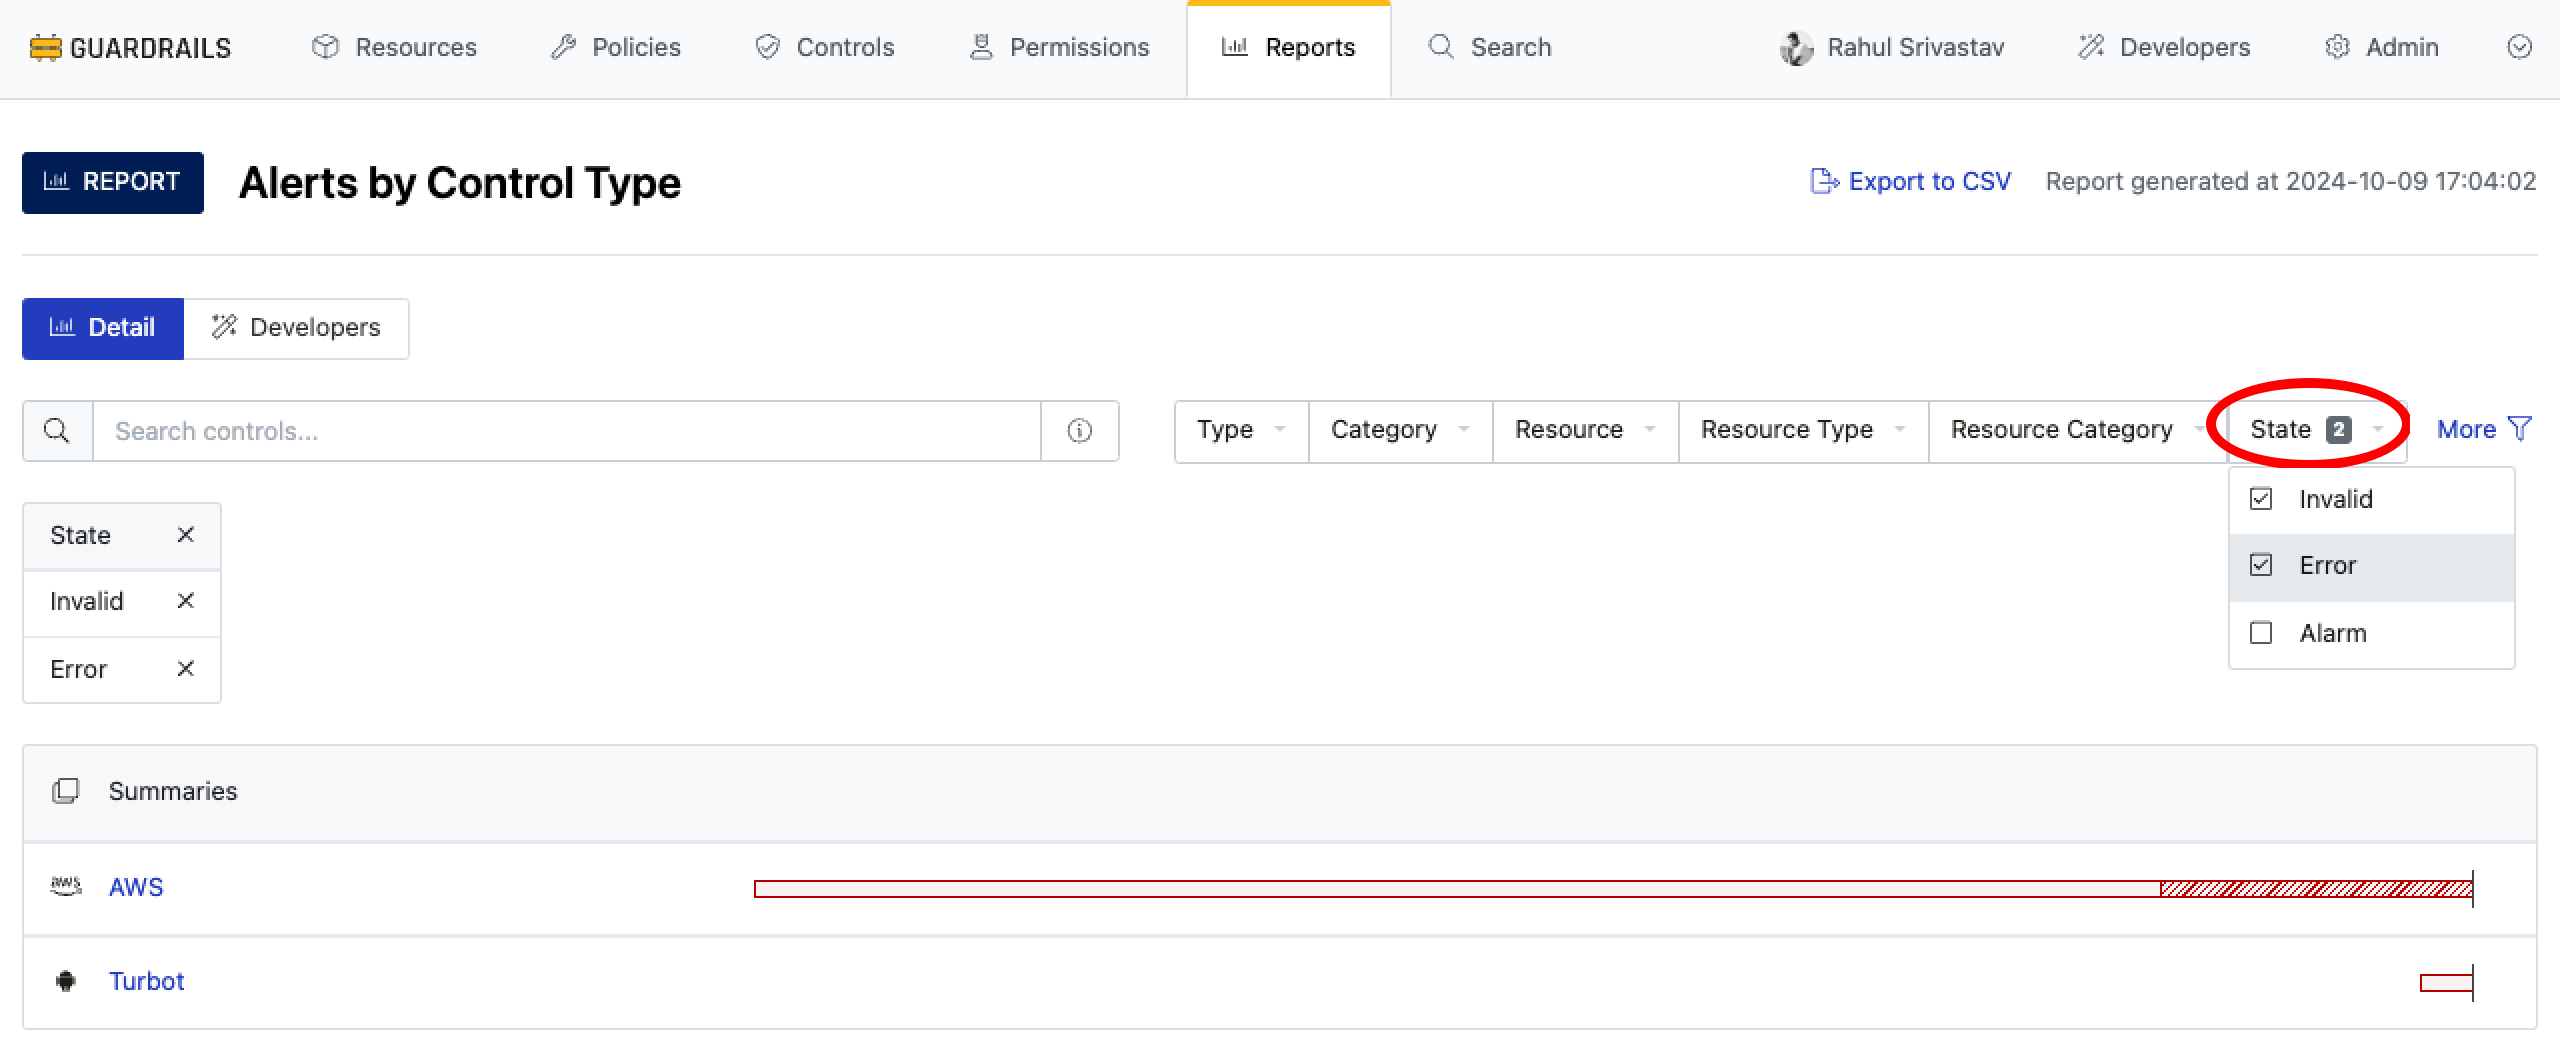 GUARDRAILS Resources Policies Controls Permissions Reports Search Rahul Srivastav Developers Admin
REPORT Alerts by Control Type Export to CSV Report generated at 2024-10-09 17:04:02
Detail Developers
Search controls... Type Category Resource Resource Type Resource Category State 2 More
Invalid
Error
Alarm
State
Invalid
Error
Summaries
aws AWS
Turbot